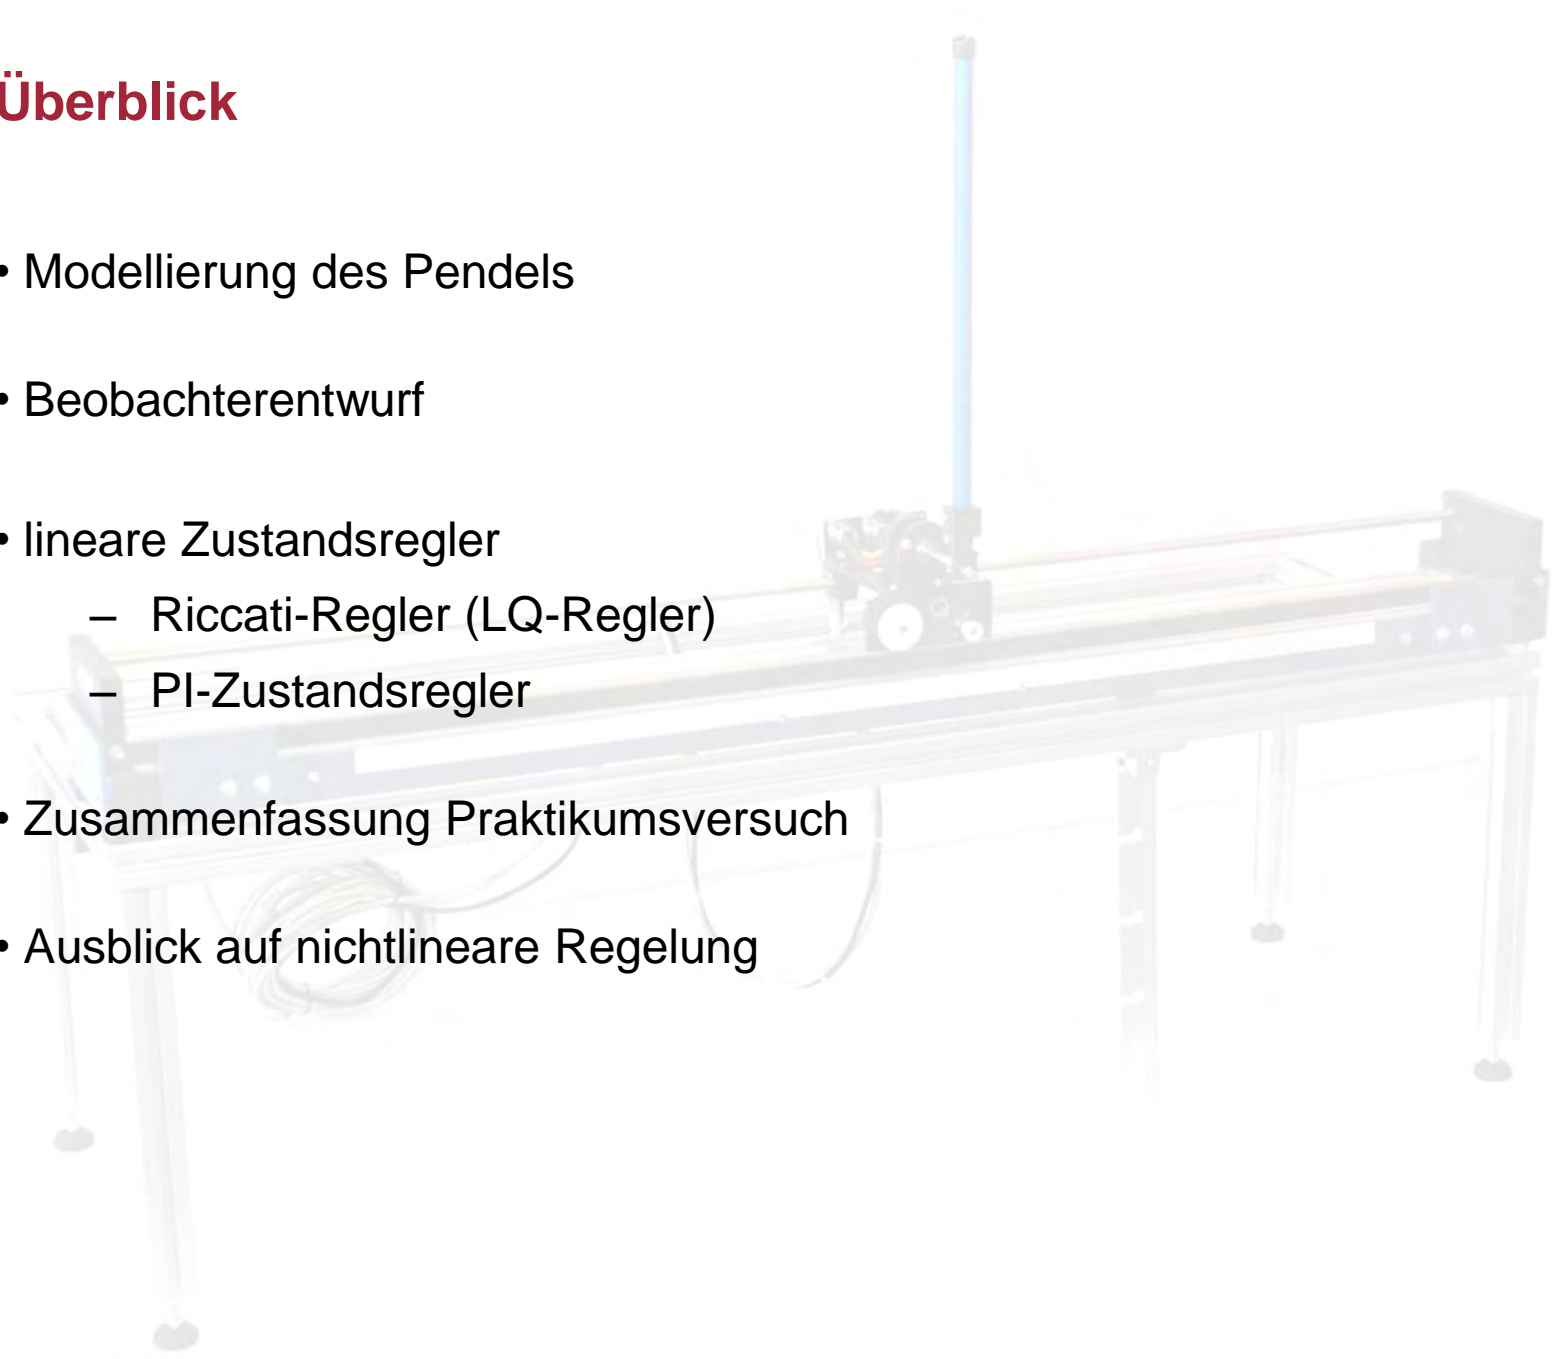 Überblick
• Modellierung des Pendels
• Beobachterentwurf
• lineare Zustandsregler
– Riccati-Regler (LQ-Regler)
– PI-Zustandsregler
• Zusammenfassung Praktikumsversuch
• Ausblick auf nichtlineare Regelung